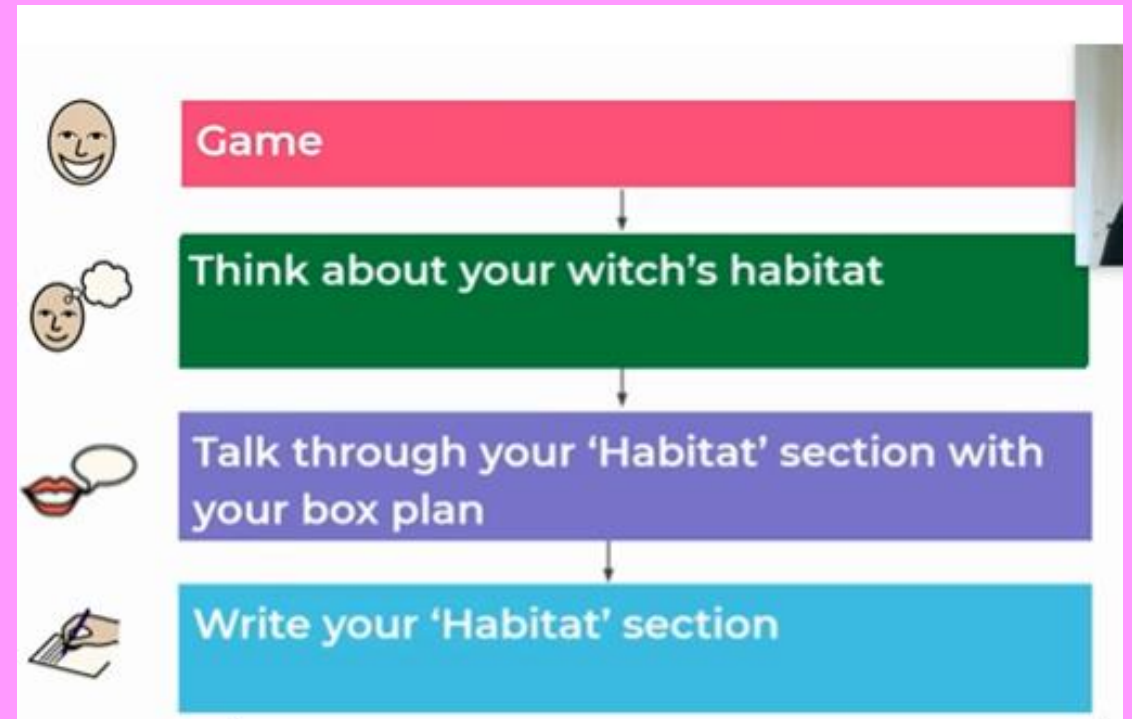 Game
Think about your witch’s habitat
Talk through your ‘Habitat’ section with
your box plan
Write your ‘Habitat’ section